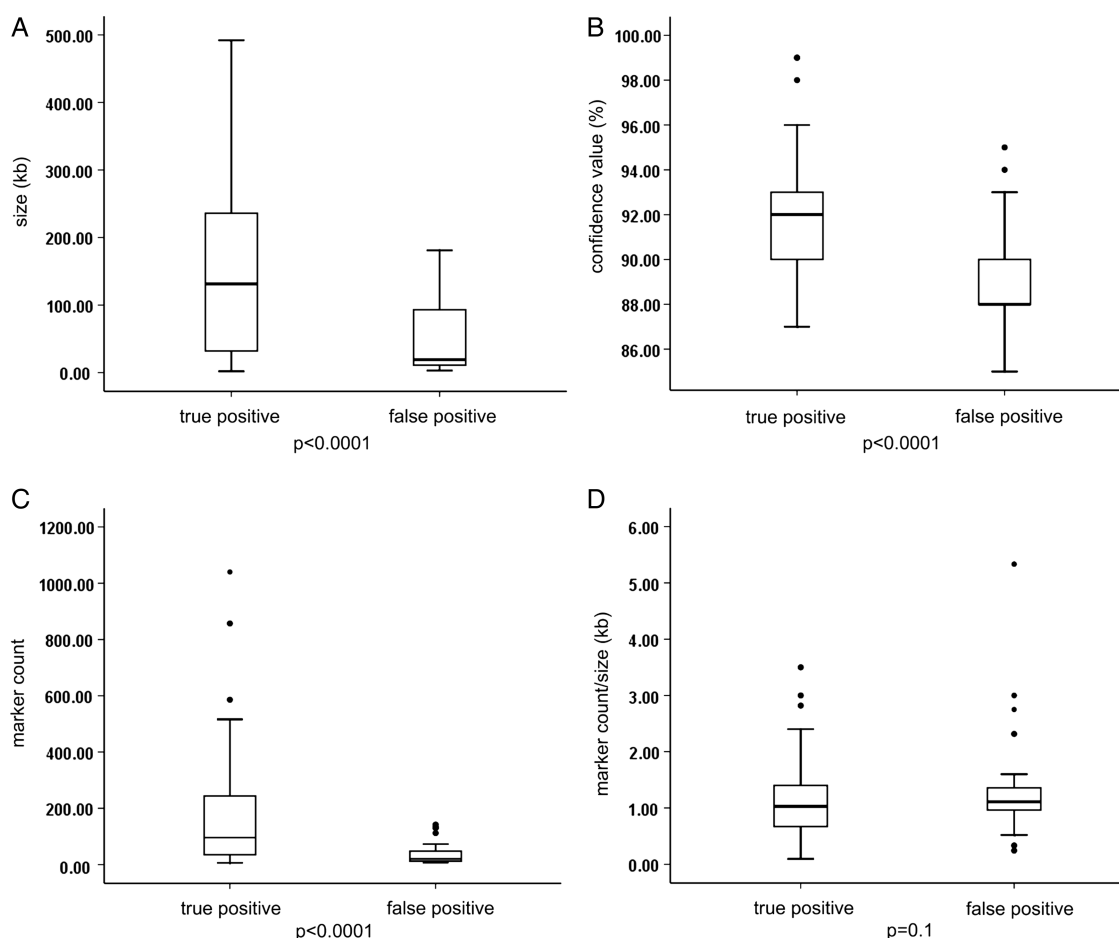 A
500.00
400.00
300.00
200.00
100.00
0.00
size (kb)
true positive false positive
p<0.0001
B
100.00
98.00
96.00
94.00
92.00
90.00
88.00
86.00
confidence value (%)
true positive false positive
p<0.0001
C
1200.00
1000.00
800.00
600.00
400.00
200.00
0.00
marker count
true positive false positive
p<0.0001
D
6.00
5.00
4.00
3.00
2.00
1.00
0.00
marker count/size (kb)
true positive false positive
p=0.1